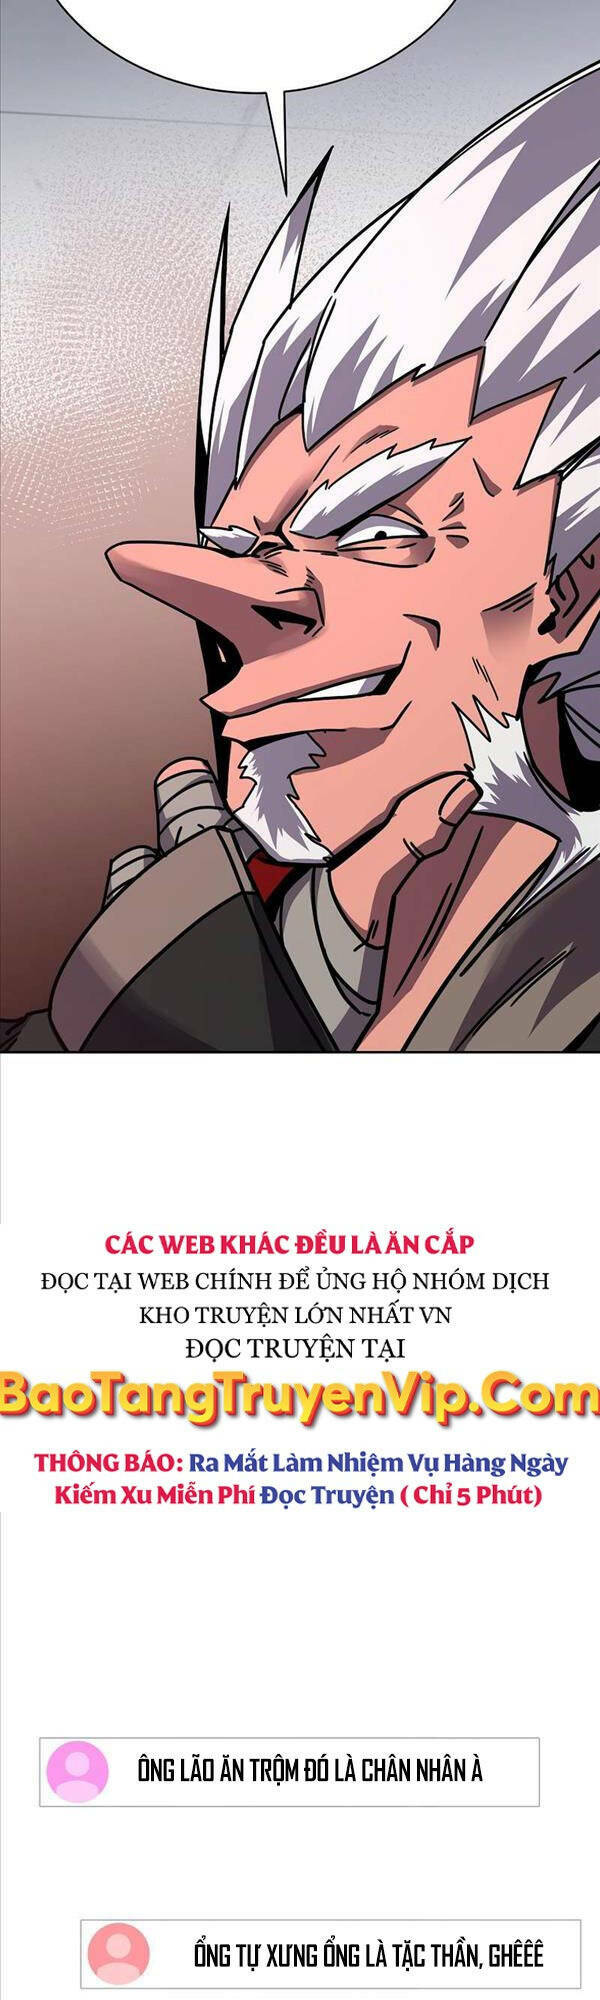 CÁC WEB KHÁC ĐỀU LÀ ĂN CẮP
ĐỌC TẠI WEB CHÍNH ĐỂ ỦNG HỘ NHÓM DỊCH
KHO TRUYỆN LỚN NHẤT VN
ĐỌC TRUYỆN TẠI
BaoTangTruyenVip.Com
THÔNG BÁO: Ra Mắt Làm Nhiệm Vụ Hàng Ngày
Kiếm Xu Miễn Phí Đọc Truyện ( Chỉ 5 Phút)
ÔNG LÃO ĂN TRỘM ĐÓ LÀ CHÂN NHÂN À
ỔNG TỰ XƯNG ỔNG LÀ TẶC THẦN, GHÊÊÊ